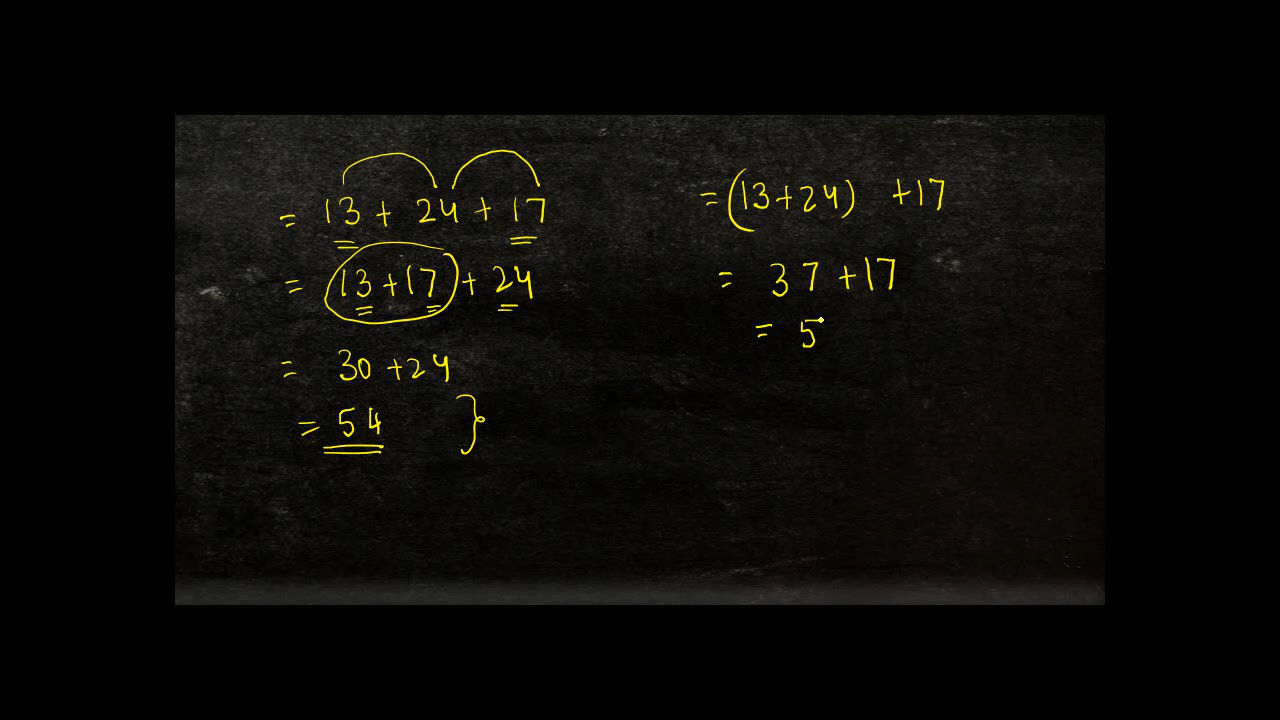 = 13 + 24 + 17
= 13 + 17 + 24
= 30 + 24
= 54 }
= (13 + 24) + 17
= 37 + 17
= 5